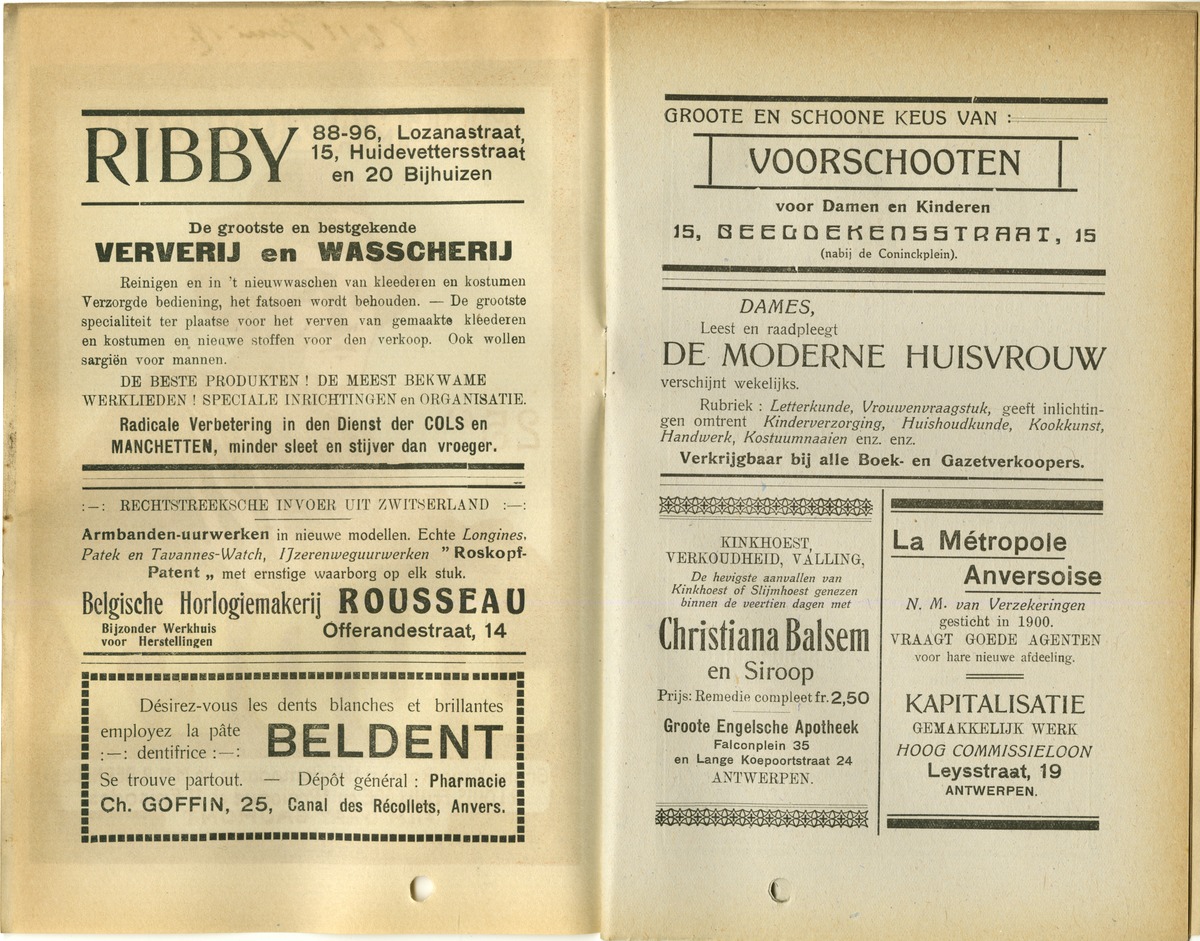 RIBBY
88-96, Lozanastraat,
15, Huidevettersstraat
en 20 Bijhuizen
De grootste en bestgekende
VERVERIJ en WASSCHERIJ
Reinigen en in 't nieuwwaschen van kleederen en kostumen
Verzorgde bediening, het fatsoen wordt behouden. — De grootste
specialiteit ter plaatse voor het verven van gemaakte kleederen
en kostumen en nieuwe stoffen voor den verkoop. Ook wollen
sargiën voor mannen.
DE BESTE PRODUKTEN ! DE MEEST BEKWAME
WERKLIEDEN ! SPECIALE INRICHTINGEN en ORGANISATIE.
Radicale Verbetering in den Dienst der COLS en
MANCHETTEN, minder sleet en stijver dan vroeger.
:—: RECHTSTREEKSCHE INVOER UIT ZWITSERLAND :—:
Armbanden-uurwerken in nieuwe modellen. Echte Longines,
Patek en Tavannes-Watch, IJzerenweguurwerken " Roskopf-
Patent „ met ernstige waarborg op elk stuk.
Belgische Horlogiemakerij ROUSSEAU
Bijzonder Werkhuis
voor Herstellingen
Offerandestraat, 14
Désirez-vous les dents blanches et brillantes
employez la pâte
:—: dentifrice :—:
BELDENT
Se trouve partout. — Dépôt général : Pharmacie
Ch. GOFFIN, 25, Canal des Récollets, Anvers.
GROOTE EN SCHOONE KEUS VAN :
VOORSCHOOTEN
voor Damen en Kinderen
15, BEEGDEKENSSTRAAT, 15
(nabij de Coninckplein).
DAMES,
Leest en raadpleegt
DE MODERNE HUISVROUW
verschijnt wekelijks.
Rubriek : Letterkunde, Vrouwenvraagstuk, geeft inlichtin-
gen omtrent Kinderverzorging, Huishoudkunde, Kookkunst,
Handwerk, Kostuumnaaien enz. enz.
Verkrijgbaar bij alle Boek- en Gazetverkoopers.
KINKHOEST,
VERKOUDHEID, VALLING,
De hevigste aanvallen van
Kinkhoest of Slijmhoest genezen
binnen de veertien dagen met
Christiana Balsem
en Siroop
Prijs: Remedie compleet fr. 2,50
Groote Engelsche Apotheek
Falconplein 35
en Lange Koepoortstraat 24
ANTWERPEN.
La Métropole
Anversoise
N. M. van Verzekeringen
gesticht in 1900.
VRAAGT GOEDE AGENTEN
voor hare nieuwe afdeeling.
KAPITALISATIE
GEMAKKELIJK WERK
HOOG COMMISSIELOON
Leysstraat, 19
ANTWERPEN.